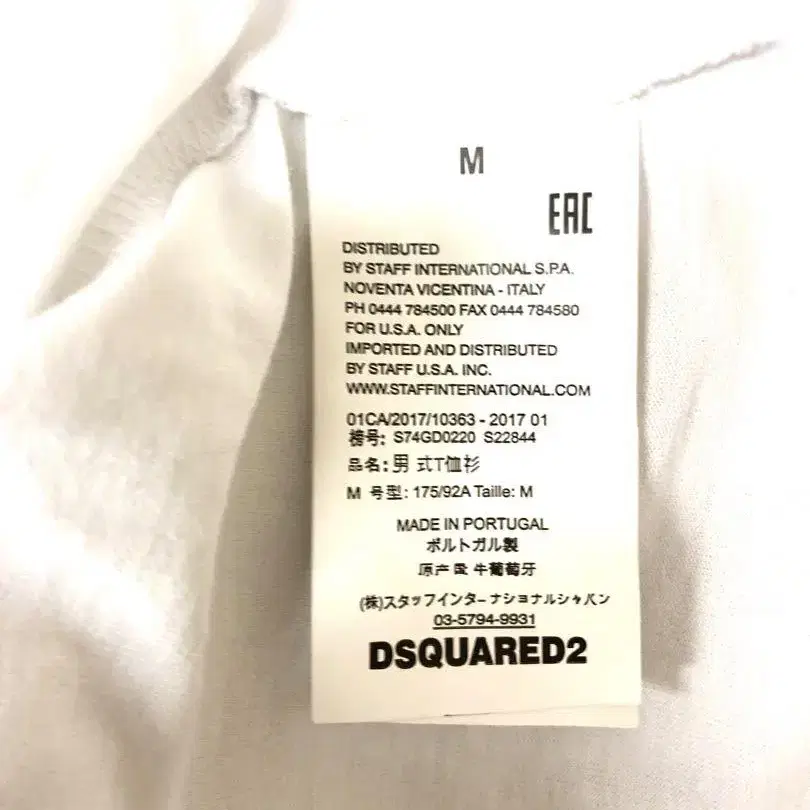 M
EAC
DISTRIBUTED
BY STAFF INTERNATIONAL S.P.A.
NOVENTA VICENTINA - ITALY
PH 0444 784500 FAX 0444 784580
FOR U.S.A. ONLY
IMPORTED AND DISTRIBUTED
BY STAFF U.S.A. INC.
WWW.STAFFINTERNATIONAL.COM
01CA/2017/10363 - 2017 01
榜号: S74GD0220 S22844
品名: 男 式T恤衫
M 号型: 175/92A Taille: M
MADE IN PORTUGAL
ポルトガル製
原产国 牛葡萄牙
(株)スタッフインターナショナルジャパン
03-5794-9931
DSQUARED2